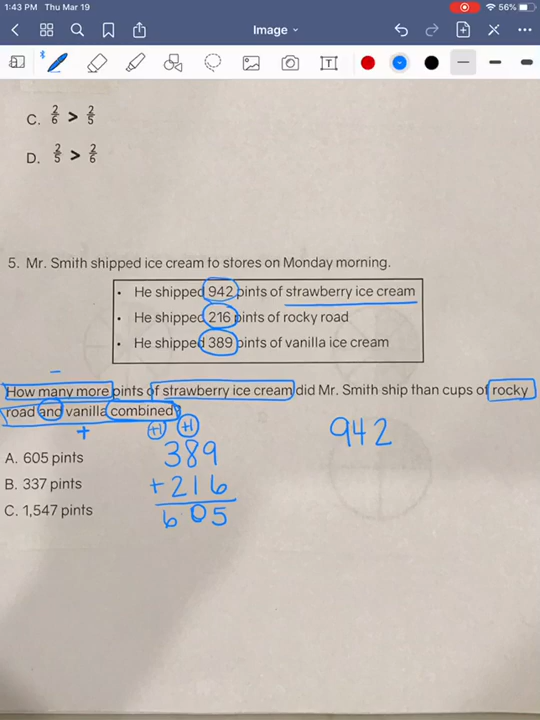 1:43 PM Thu Mar 19
56%
Image
C. 2/6 > 2/5
D. 2/5 > 2/6
5. Mr. Smith shipped ice cream to stores on Monday morning.
• He shipped 942 pints of strawberry ice cream
• He shipped 216 pints of rocky road
• He shipped 389 pints of vanilla ice cream
−
How many more pints of strawberry ice cream did Mr. Smith ship than cups of rocky
road and vanilla combined?
+
+1 +1
942
A. 605 pints
389
B. 337 pints
+216
C. 1,547 pints
605